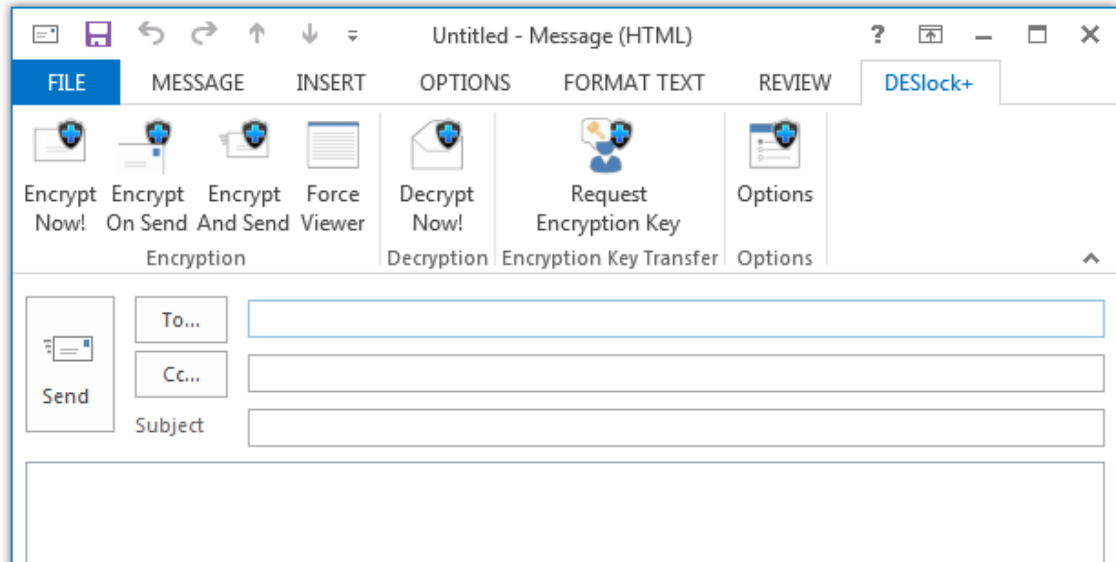 Untitled - Message (HTML) ?
FILE MESSAGE INSERT OPTIONS FORMAT TEXT REVIEW DESlock+
Encrypt Encrypt Encrypt Force Decrypt Request Options
Now! On Send And Send Viewer Now! Encryption Key
Encryption Decryption Encryption Key Transfer Options
To...
Cc...
Send
Subject